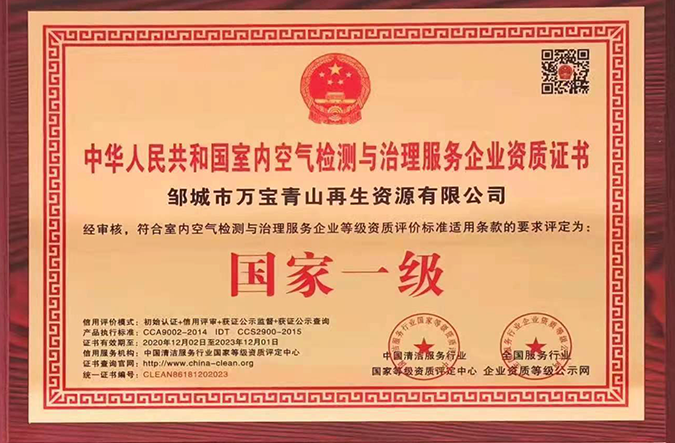 中华人民共和国室内空气检测与治理服务企业资质证书
邹城市万宝青山再生资源有限公司
经审核，符合室内空气检测与治理服务企业等级资质评价标准适用条款的要求评定为：
国家一级
信用评价模式：初始认证+信用评审+获证公示监督+获证公示查询
产品执行标准：CCA9002-2014 IDT CCS2900-2015
证书有效期至：2020年12月02日至2023年12月01日
信用服务机构：中国清洁服务行业国家等级资质评定中心
证书查询官网：http://www.china-clean.org
统一证书编号：CLEAN86181202023
中国清洁服务行业
国家等级资质评定中心
全国服务行业
企业资质等级公示网